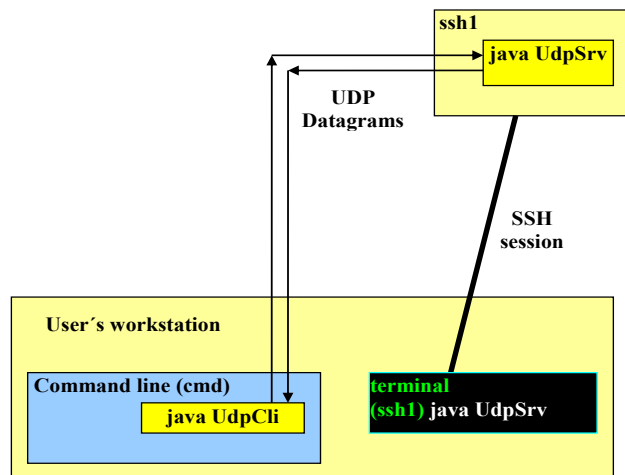 ssh1
java UdpSrv
UDP
Datagrams
SSH
session
User´s workstation
Command line (cmd)
java UdpCli
terminal
(ssh1) java UdpSrv